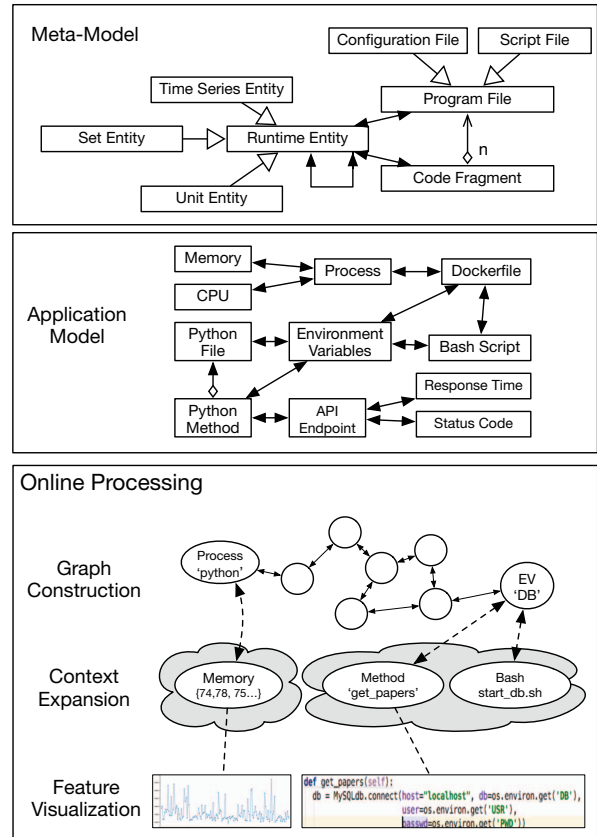 Meta-Model
Configuration File
Script File
Time Series Entity
Program File
Set Entity
Runtime Entity
n
Unit Entity
Code Fragment
Application
Model
Memory
Process
Dockerfile
CPU
Python
File
Environment
Variables
Bash Script
Response Time
Python
Method
API
Endpoint
Status Code
Online Processing
Graph
Construction
Process
'python'
EV
'DB'
Context
Expansion
Memory
{74,78, 75...}
Method
'get_papers'
Bash
start_db.sh
Feature
Visualization
def get_papers(self):
db = MySQLdb.connect(host="localhost", db=os.environ.get('DB'),
user=os.environ.get('USR'),
passwd=os.environ.get('PWD'))